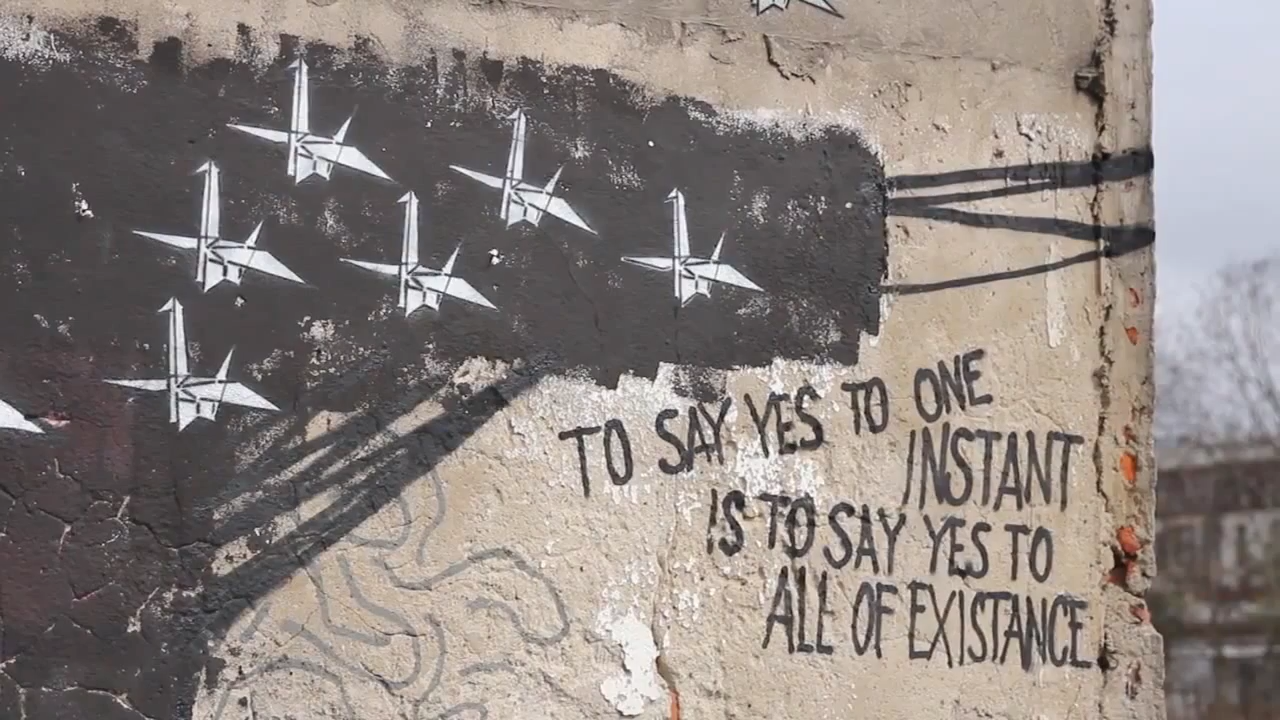 TO SAY YES TO ONE
INSTANT
IS TO SAY YES TO
ALL OF EXISTANCE